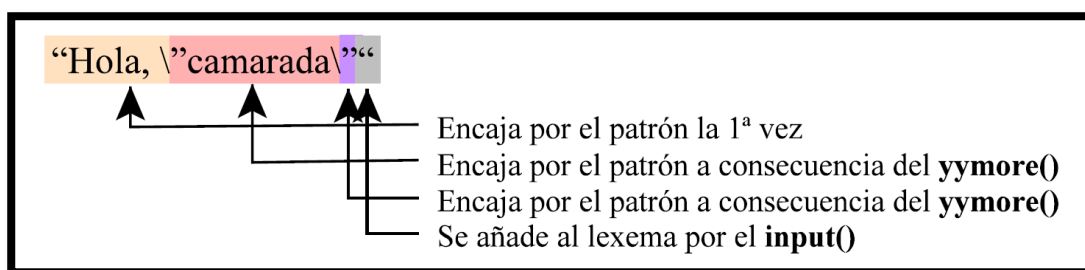 “Hola, \”camarada\”“
Encaja por el patrón la 1ª vez
Encaja por el patrón a consecuencia del yymore()
Encaja por el patrón a consecuencia del yymore()
Se añade al lexema por el input()